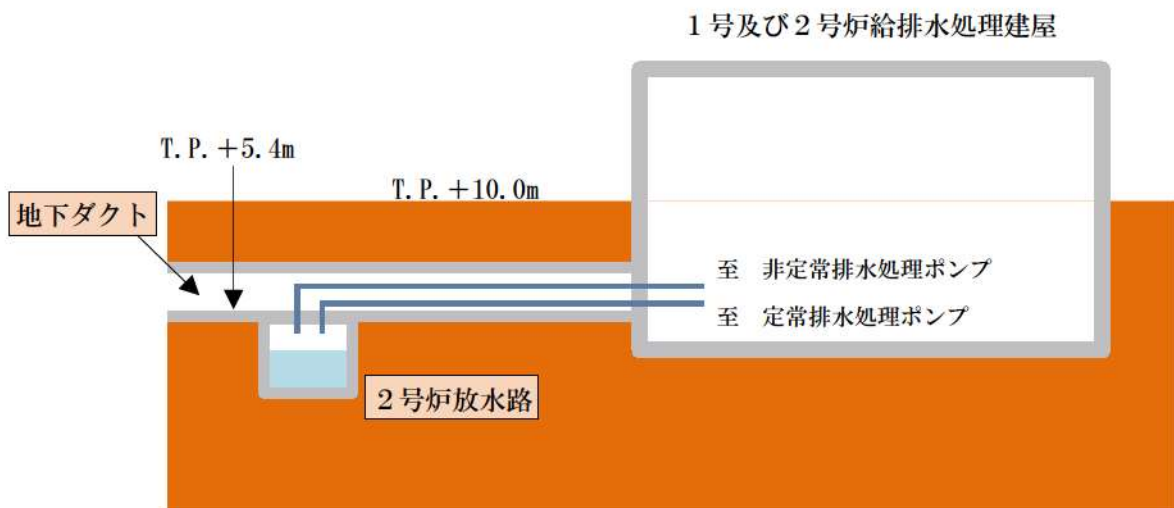 １号及び２号炉給排水処理建屋
T.P.＋5.4m
T.P.＋10.0m
地下ダクト
至　非定常排水処理ポンプ
至　定常排水処理ポンプ
２号炉放水路